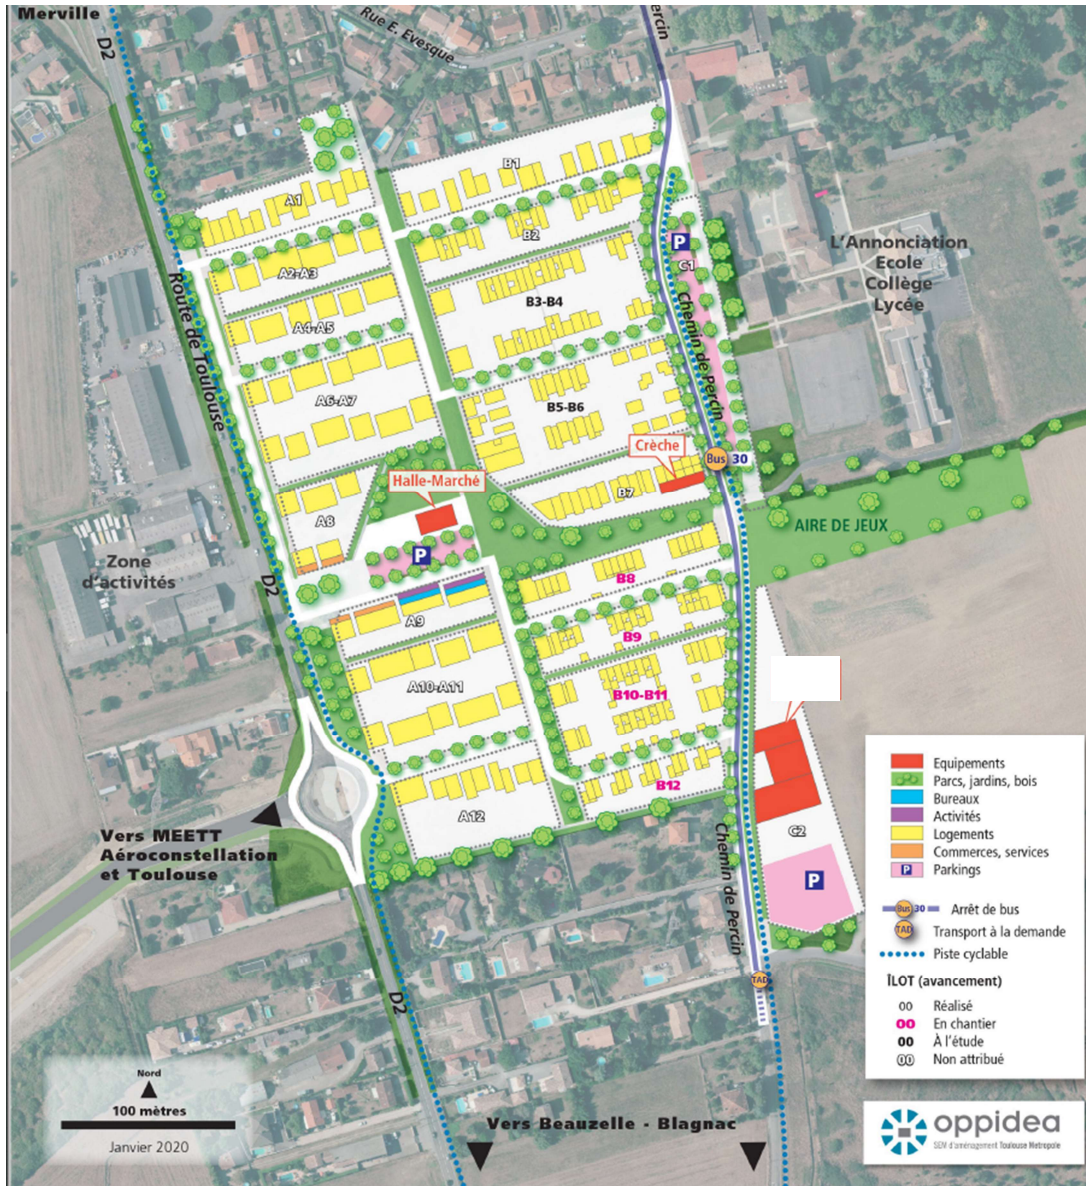 Merville
D2
Rue E. Evesque
Percin
A1
B1
B2
A2-A3
P
C1
L'Annonciation
Ecole
Collège
Lycée
Route de Toulouse
A4-A5
B3-B4
Chemin de Percin
A6-A7
B5-B6
Crèche
Bus 30
Halle-Marché
B7
A8
AIRE DE JEUX
Zone
d'activités
P
D2
B8
A9
B9
A10-A11
B10-B11
B12
A12
Vers MEETT
Aéroconstellation
et Toulouse
Chemin de Percin
C2
P
TAD
D2
Equipements
Parcs, jardins, bois
Bureaux
Activités
Logements
Commerces, services
P Parkings
Bus 30 Arrêt de bus
TAD Transport à la demande
Piste cyclable
ÎLOT (avancement)
00 Réalisé
00 En chantier
00 À l'étude
00 Non attribué
Nord
100 mètres
Janvier 2020
Vers Beauzelle - Blagnac
oppidea
SEM d'aménagement Toulouse Metropole